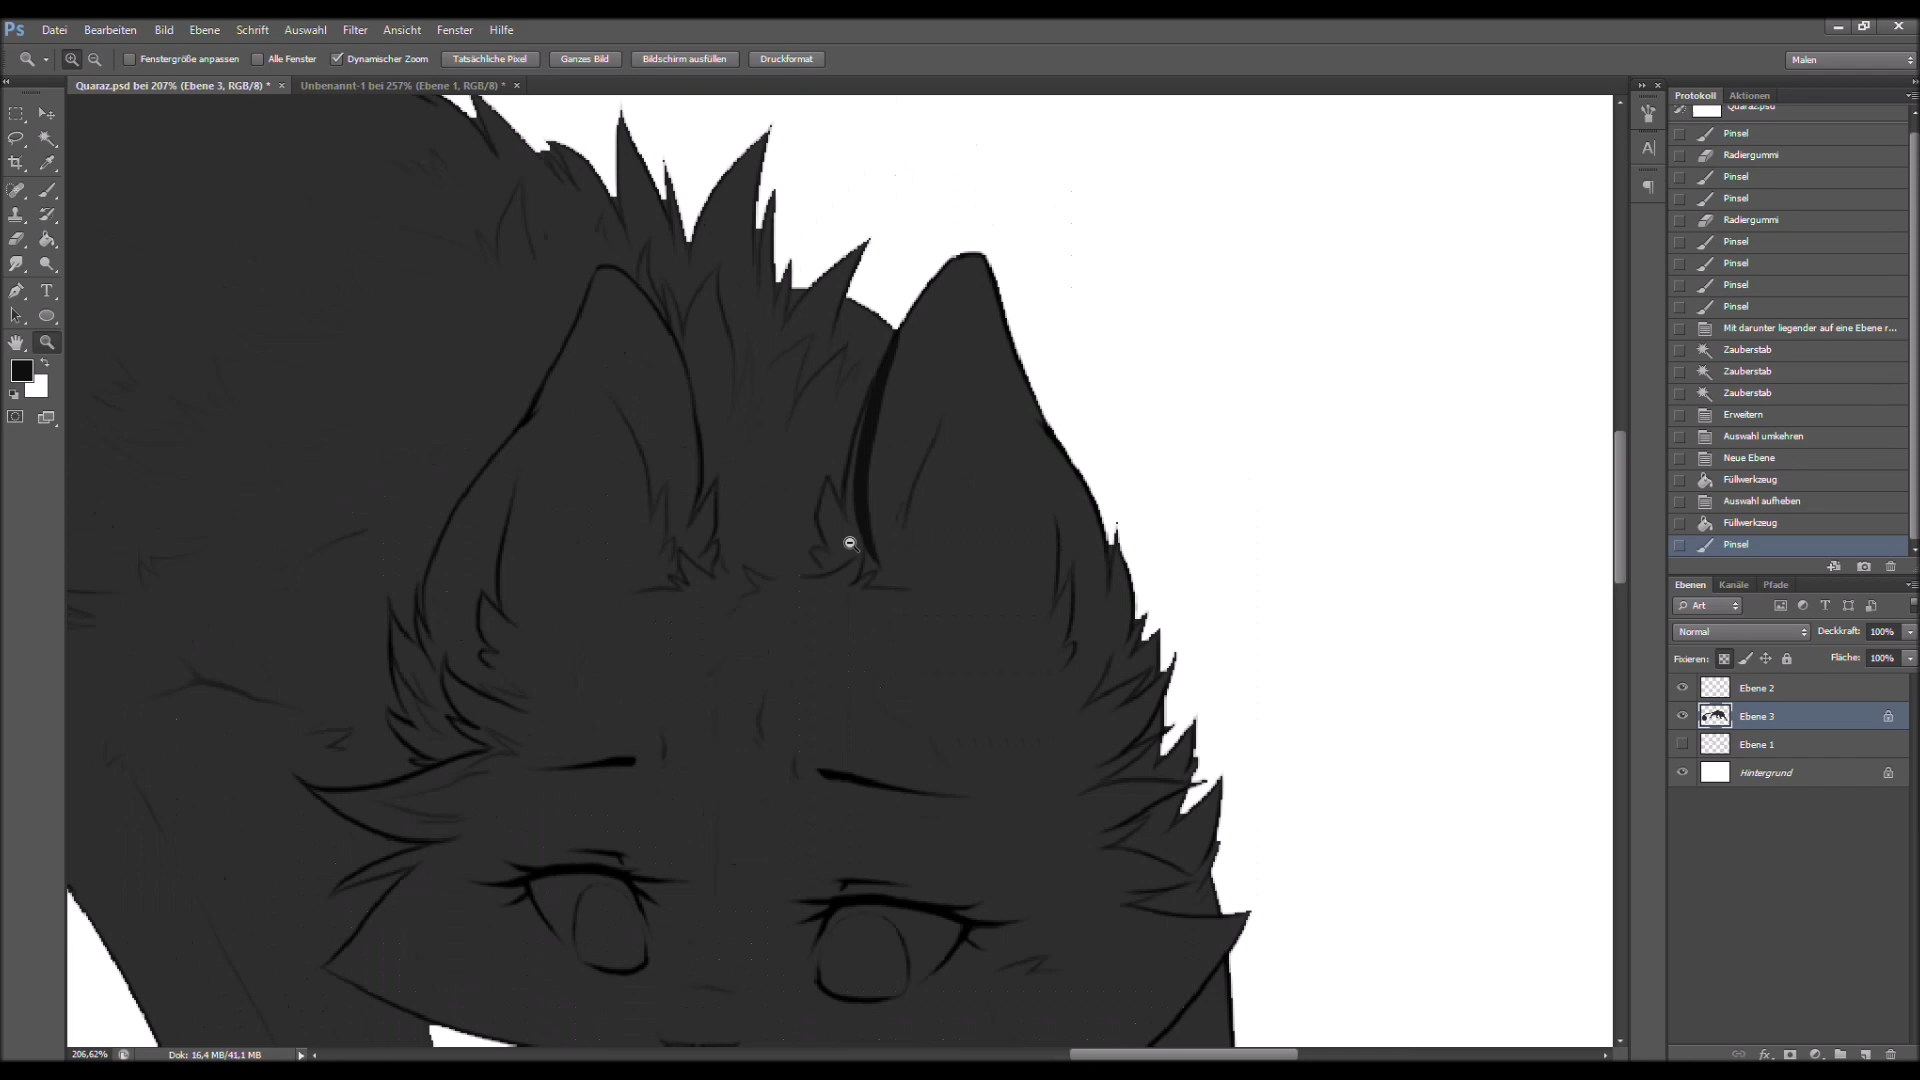 Ps Datei Bearbeiten Bild Ebene Schrift Auswahl Filter Ansicht Fenster Hilfe
Fenstergröße anpassen Alle Fenster Dynamischer Zoom Tatsächliche Pixel Ganzes Bild Bildschirm ausfüllen Druckformat Malen
Quaraz.psd bei 207% (Ebene 3, RGB/8) * × Unbenannt-1 bei 257% (Ebene 1, RGB/8) * ×
Protokoll Aktionen
Quaraz.psd
Pinsel
Radiergummi
Pinsel
Pinsel
Radiergummi
Pinsel
Pinsel
Pinsel
Pinsel
Mit darunter liegender auf eine Ebene r...
Zauberstab
Zauberstab
Zauberstab
Erweitern
Auswahl umkehren
Neue Ebene
Füllwerkzeug
Auswahl aufheben
Füllwerkzeug
Pinsel
Ebenen Kanäle Pfade
Art
Normal Deckkraft: 100%
Fixieren: Fläche: 100%
Ebene 2
Ebene 3
Ebene 1
Hintergrund
206,62% Dok: 16,4 MB/41,1 MB